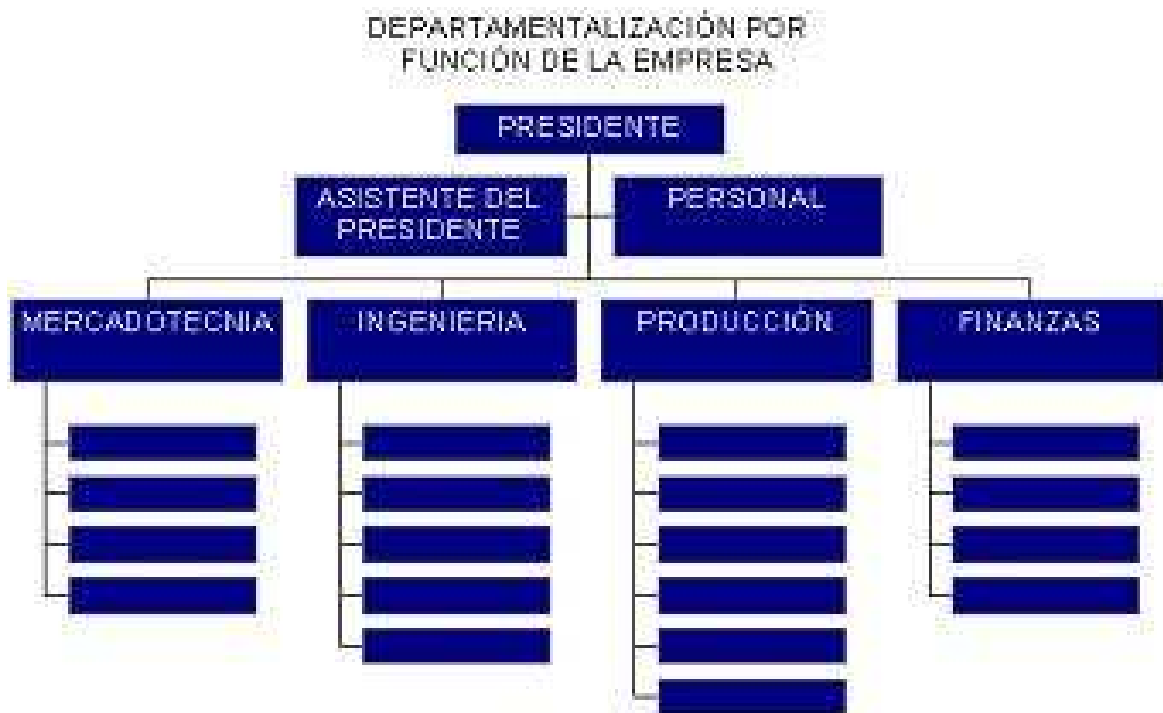 DEPARTAMENTALIZACIÓN POR
FUNCIÓN DE LA EMPRESA
PRESIDENTE
ASISTENTE DEL
PRESIDENTE
PERSONAL
MERCADOTECNIA
INGENIERIA
PRODUCCIÓN
FINANZAS